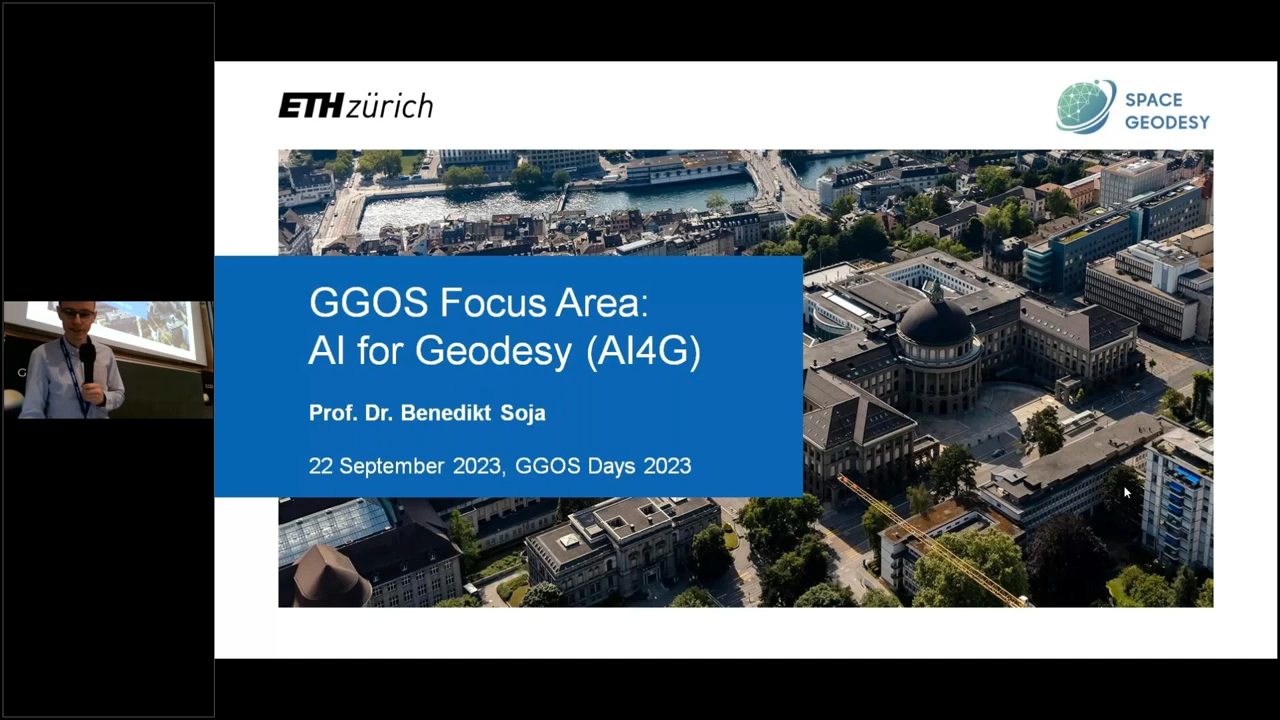 ETH zürich
SPACE
GEODESY
GGOS Focus Area:
AI for Geodesy (AI4G)
Prof. Dr. Benedikt Soja
22 September 2023, GGOS Days 2023